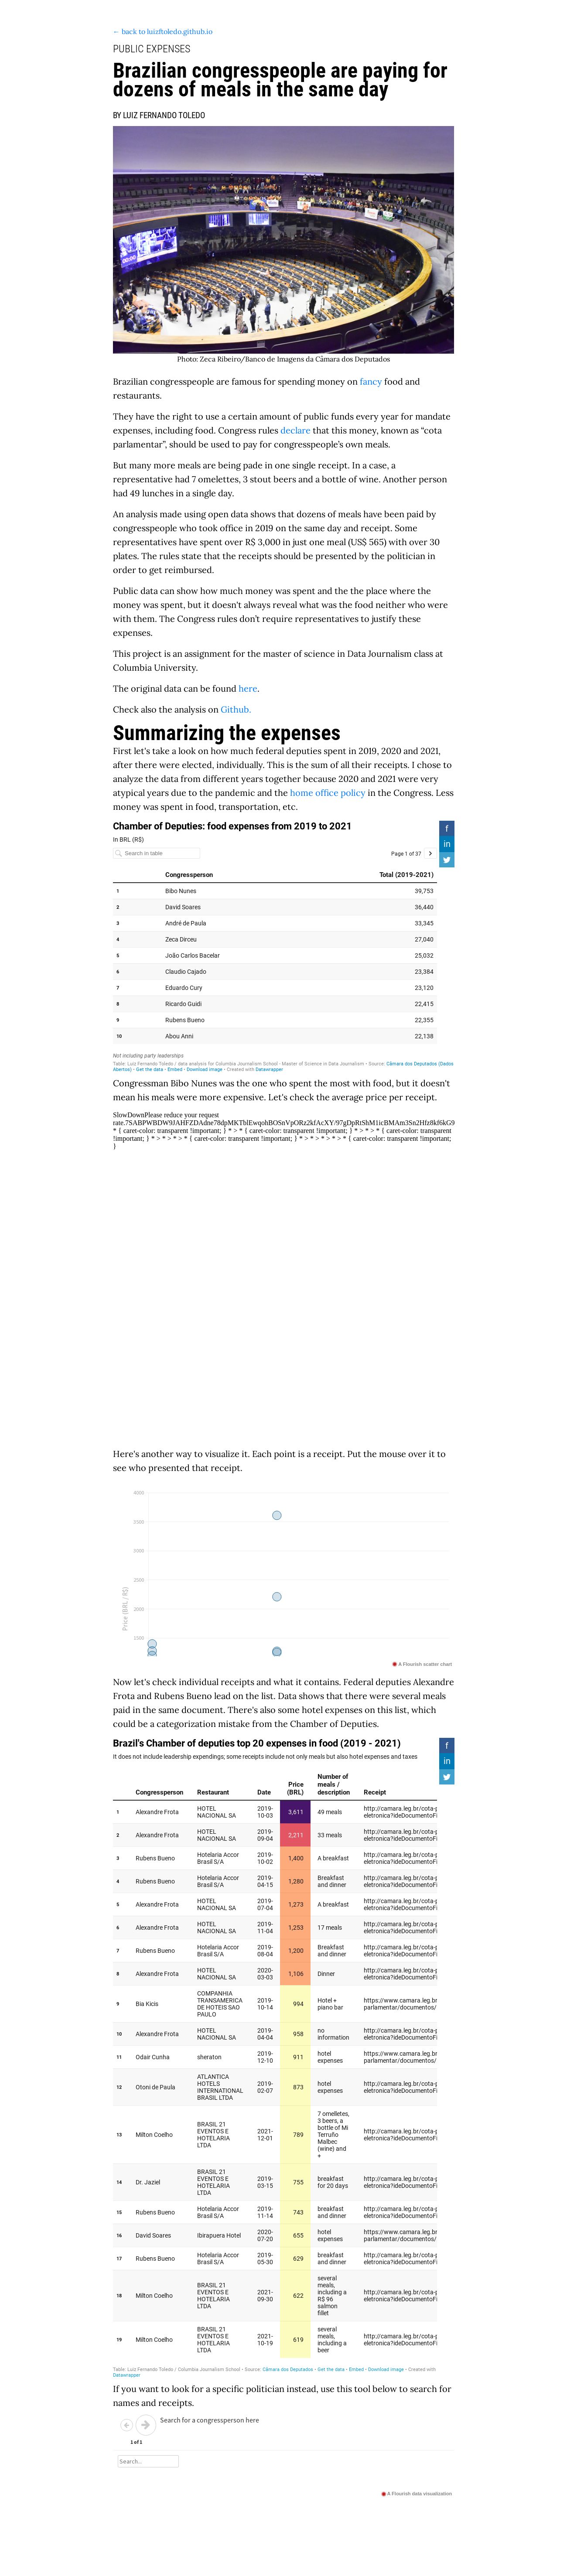 ← back to luizftoledo.github.io
PUBLIC EXPENSES
Brazilian congresspeople are paying for
dozens of meals in the same day
BY LUIZ FERNANDO TOLEDO
Photo: Zeca Ribeiro/Banco de Imagens da Câmara dos Deputados
Brazilian congresspeople are famous for spending money on fancy food and
restaurants.
They have the right to use a certain amount of public funds every year for mandate
expenses, including food. Congress rules declare that this money, known as “cota
parlamentar”, should be used to pay for congresspeople’s own meals.
But many more meals are being pade in one single receipt. In a case, a
representative had 7 omelettes, 3 stout beers and a bottle of wine. Another person
had 49 lunches in a single day.
An analysis made using open data shows that dozens of meals have been paid by
congresspeople who took office in 2019 on the same day and receipt. Some
representatives have spent over R$ 3,000 in just one meal (US$ 565) with over 30
plates. The rules state that the receipts should be presented by the politician in
order to get reimbursed.
Public data can show how much money was spent and the the place where the
money was spent, but it doesn't always reveal what was the food neither who were
with them. The Congress rules don’t require representatives to justify these
expenses.
This project is an assignment for the master of science in Data Journalism class at
Columbia University.
The original data can be found here.
Check also the analysis on Github.
Summarizing the expenses
First let's take a look on how much federal deputies spent in 2019, 2020 and 2021,
after there were elected, individually. This is the sum of all their receipts. I chose to
analyze the data from different years together because 2020 and 2021 were very
atypical years due to the pandemic and the home office policy in the Congress. Less
money was spent in food, transportation, etc.
Chamber of Deputies: food expenses from 2019 to 2021
In BRL (R$)
Search in table
Page 1 of 37
f
in
Congressperson Total (2019-2021)
1 Bibo Nunes 39,753
2 David Soares 36,440
3 André de Paula 33,345
4 Zeca Dirceu 27,040
5 João Carlos Bacelar 25,032
6 Claudio Cajado 23,384
7 Eduardo Cury 23,120
8 Ricardo Guidi 22,415
9 Rubens Bueno 22,355
10 Abou Anni 22,138
Not including party leaderships
Table: Luiz Fernando Toledo / data analysis for Columbia Journalism School - Master of Science in Data Journalism • Source: Câmara dos Deputados (Dados
Abertos) • Get the data • Embed • Download image • Created with Datawrapper
Congressman Bibo Nunes was the one who spent the most with food, but it doesn't
mean his meals were more expensive. Let's check the average price per receipt.
SlowDownPlease reduce your request
* { caret-color: transparent !important; } * > * { caret-color: transparent !important; } * > * > * { caret-color: transparent
!important; } * > * > * > * { caret-color: transparent !important; } * > * > * > * > * { caret-color: transparent !important;
}
Here's another way to visualize it. Each point is a receipt. Put the mouse over it to
see who presented that receipt.
4000
3500
3000
2500
2000
1500
Price (BRL / R$)
A Flourish scatter chart
Now let's check individual receipts and what it contains. Federal deputies Alexandre
Frota and Rubens Bueno lead on the list. Data shows that there were several meals
paid in the same document. There's also some hotel expenses on this list, which
could be a categorization mistake from the Chamber of Deputies.
Brazil's Chamber of deputies top 20 expenses in food (2019 - 2021)
It does not include leadership expendings; some receipts include not only meals but also hotel expenses and taxes
f
in
Congressperson Restaurant Date Price (BRL) Number of meals / description Receipt
1 Alexandre Frota HOTEL NACIONAL SA 2019-10-03 3,611 49 meals http://camara.leg.br/cota-p eletronica?ideDocumentoFi
2 Alexandre Frota HOTEL NACIONAL SA 2019-09-04 2,211 33 meals http://camara.leg.br/cota-p eletronica?ideDocumentoFi
3 Rubens Bueno Hotelaria Accor Brasil S/A 2019-10-02 1,400 A breakfast http://camara.leg.br/cota-p eletronica?ideDocumentoFi
4 Rubens Bueno Hotelaria Accor Brasil S/A 2019-04-15 1,280 Breakfast and dinner http://camara.leg.br/cota-p eletronica?ideDocumentoFi
5 Alexandre Frota HOTEL NACIONAL SA 2019-07-04 1,273 A breakfast http://camara.leg.br/cota-p eletronica?ideDocumentoFi
6 Alexandre Frota HOTEL NACIONAL SA 2019-11-04 1,253 17 meals http://camara.leg.br/cota-p eletronica?ideDocumentoFi
7 Rubens Bueno Hotelaria Accor Brasil S/A 2019-08-04 1,200 Breakfast and dinner http://camara.leg.br/cota-p eletronica?ideDocumentoFi
8 Alexandre Frota HOTEL NACIONAL SA 2020-03-03 1,106 Dinner http://camara.leg.br/cota-p eletronica?ideDocumentoFi
9 Bia Kicis COMPANHIA TRANSAMERICA DE HOTEIS SAO PAULO 2019-10-14 994 Hotel + piano bar https://www.camara.leg.br parlamentar/documentos/
10 Alexandre Frota HOTEL NACIONAL SA 2019-04-04 958 no information http://camara.leg.br/cota-p eletronica?ideDocumentoFi
11 Odair Cunha sheraton 2019-12-10 911 hotel expenses https://www.camara.leg.br parlamentar/documentos/
12 Otoni de Paula ATLANTICA HOTELS INTERNATIONAL BRASIL LTDA 2019-02-07 873 hotel expenses http://camara.leg.br/cota-p eletronica?ideDocumentoFi
13 Milton Coelho BRASIL 21 EVENTOS E HOTELARIA LTDA 2021-12-01 789 7 omelletes, 3 beers, a bottle of Mi Terruño Malbec (wine) and + http://camara.leg.br/cota-p eletronica?ideDocumentoFi
14 Dr. Jaziel BRASIL 21 EVENTOS E HOTELARIA LTDA 2019-03-15 755 breakfast for 20 days http://camara.leg.br/cota-p eletronica?ideDocumentoFi
15 Rubens Bueno Hotelaria Accor Brasil S/A 2019-11-14 743 breakfast and dinner http://camara.leg.br/cota-p eletronica?ideDocumentoFi
16 David Soares Ibirapuera Hotel 2020-07-20 655 hotel expenses https://www.camara.leg.br parlamentar/documentos/
17 Rubens Bueno Hotelaria Accor Brasil S/A 2019-05-30 629 breakfast and dinner http://camara.leg.br/cota-p eletronica?ideDocumentoFi
18 Milton Coelho BRASIL 21 EVENTOS E HOTELARIA LTDA 2021-09-30 622 several meals, including a R$ 96 salmon fillet http://camara.leg.br/cota-p eletronica?ideDocumentoFi
19 Milton Coelho BRASIL 21 EVENTOS E HOTELARIA LTDA 2021-10-19 619 several meals, including a beer http://camara.leg.br/cota-p eletronica?ideDocumentoFi
Table: Luiz Fernando Toledo / Columbia Journalism School • Source: Câmara dos Deputados • Get the data • Embed • Download image • Created with
Datawrapper
If you want to look for a specific politician instead, use this tool below to search for
names and receipts.
Search for a congressperson here
1 of 1
Search...
A Flourish data visualization